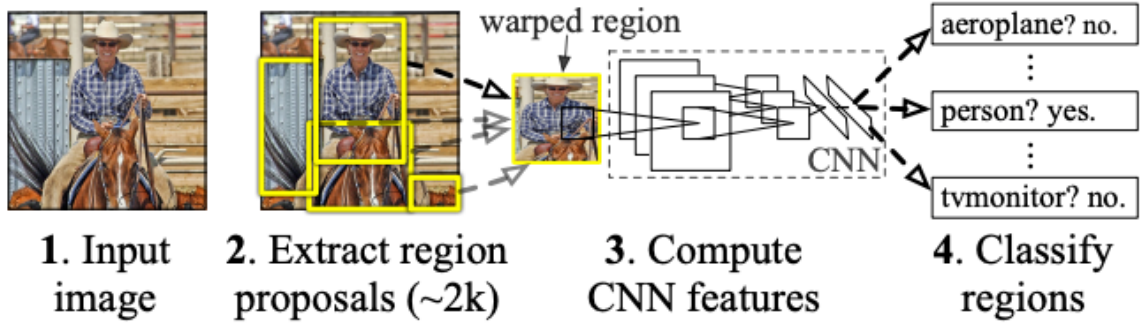 warped region
aeroplane? no.
person? yes.
CNN
tvmonitor? no.
1. Input
image
2. Extract region
proposals (~2k)
3. Compute
CNN features
4. Classify
regions